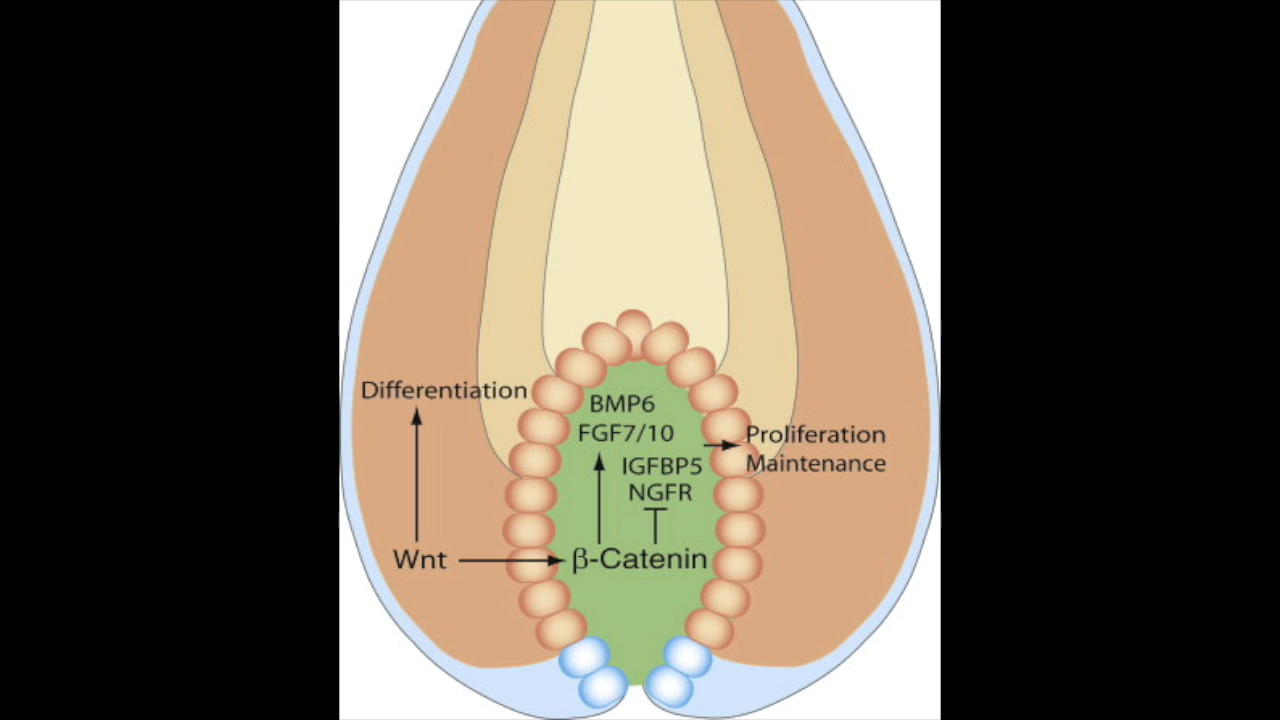 Differentiation
Wnt
BMP6
FGF7/10
IGFBP5
NGFR
β-Catenin
Proliferation
Maintenance